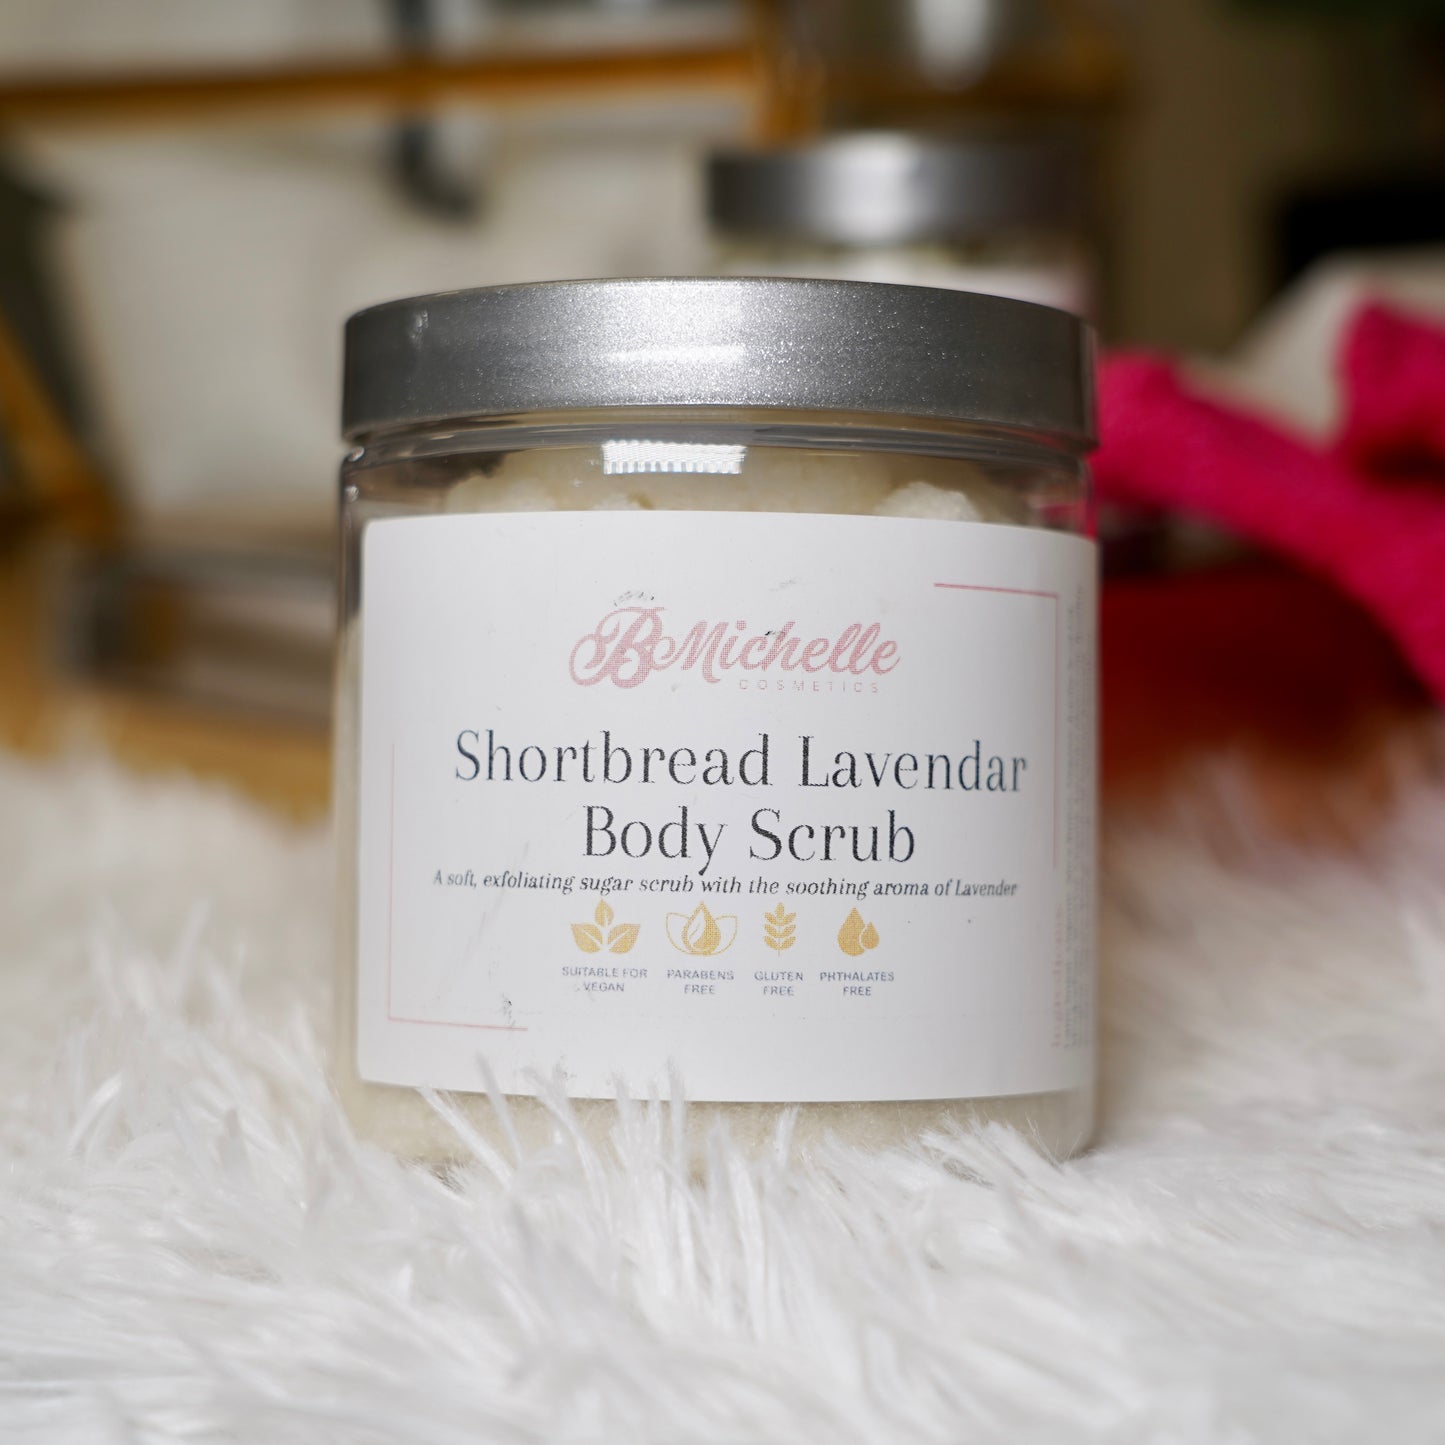 BMichelle
COSMETICS
Shortbread Lavendar
Body Scrub
A soft, exfoliating sugar scrub with the soothing aroma of Lavender
SUITABLE FOR
VEGAN
PARABENS
FREE
GLUTEN
FREE
PHTHALATES
FREE